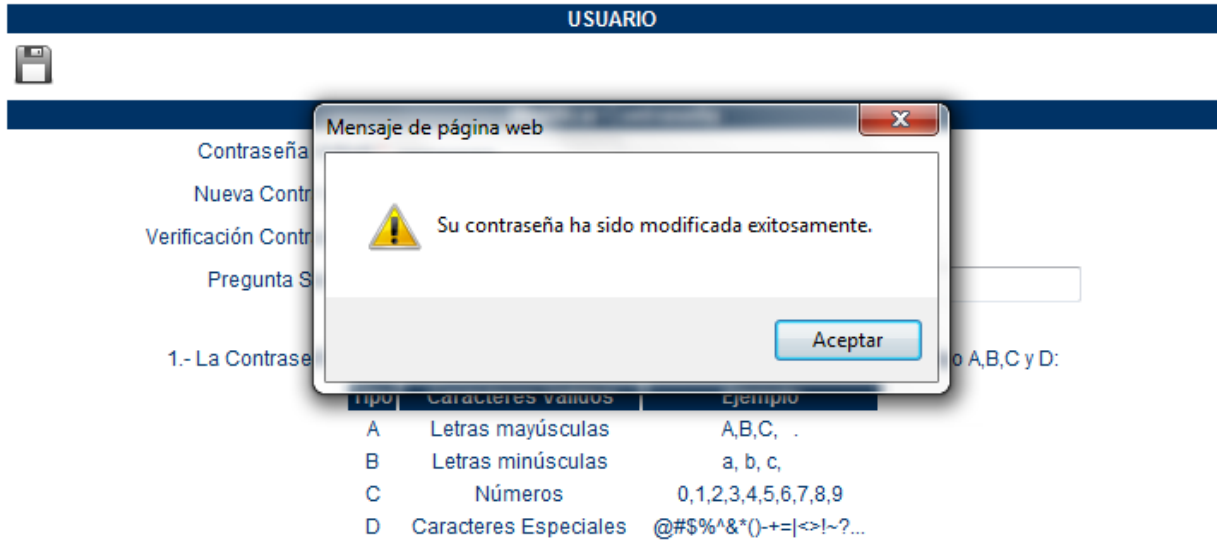 USUARIO
Mensaje de página web
Contraseña
Nueva Contr
Verificación Contr
Su contraseña ha sido modificada exitosamente.
Pregunta S
Aceptar
1.- La Contrase
o A,B,C y D:
Tipo Caracteres Válidos Ejemplo
A Letras mayúsculas A,B,C, .
B Letras minúsculas a, b, c,
C Números 0,1,2,3,4,5,6,7,8,9
D Caracteres Especiales @#$%^&*()-+=|<>!~?...